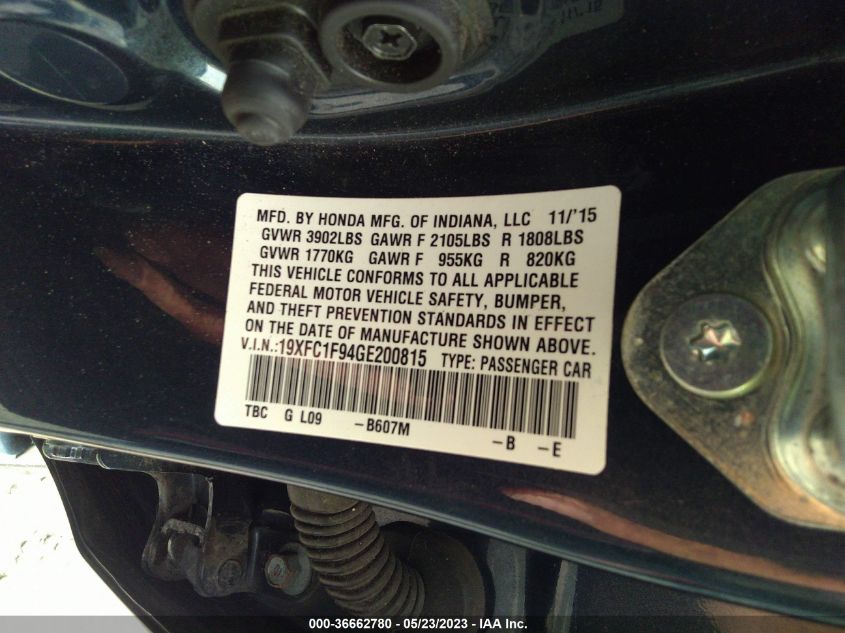 MFD. BY HONDA MFG. OF INDIANA, LLC 11/'15
GVWR 3902LBS GAWR F 2105LBS R 1808LBS
GVWR 1770KG GAWR F 955KG R 820KG
THIS VEHICLE CONFORMS TO ALL APPLICABLE
FEDERAL MOTOR VEHICLE SAFETY, BUMPER,
AND THEFT PREVENTION STANDARDS IN EFFECT
ON THE DATE OF MANUFACTURE SHOWN ABOVE.
V.I.N.:19XFC1F94GE200815 TYPE: PASSENGER CAR
TBC G L09 -B607M -B -E
000-36662780 - 05/23/2023 - IAA Inc.